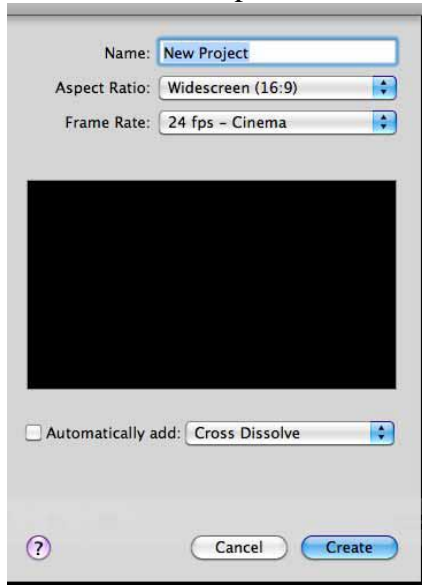 Name: New Project
Aspect Ratio: Widescreen (16:9)
Frame Rate: 24 fps – Cinema
Automatically add: Cross Dissolve
? Cancel Create